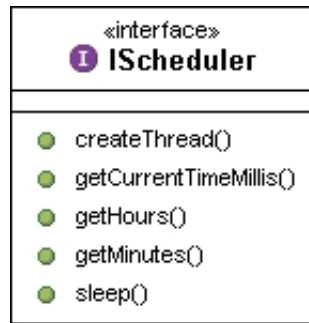 «interface»
I IScheduler
createThread()
getCurrentTimeMillis()
getHours()
getMinutes()
sleep()